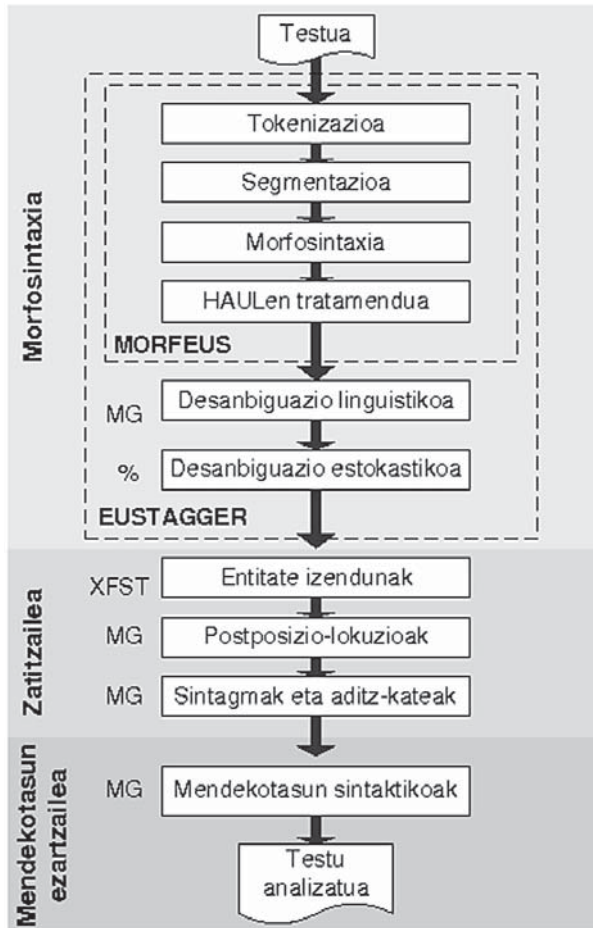 Testua
Morfosintaxia
Tokenizazioa
Segmentazioa
Morfosintaxia
HAULen tratamendua
MORFEUS
MG
Desanbiguazio linguistikoa
%
Desanbiguazio estokastikoa
EUSTAGGER
Zatitzailea
XFST
Entitate izendunak
MG
Postposizio-lokuzioak
MG
Sintagmak eta aditz-kateak
Mendekotasun
ezartzailea
MG
Mendekotasun sintaktikoak
Testu
analizatua